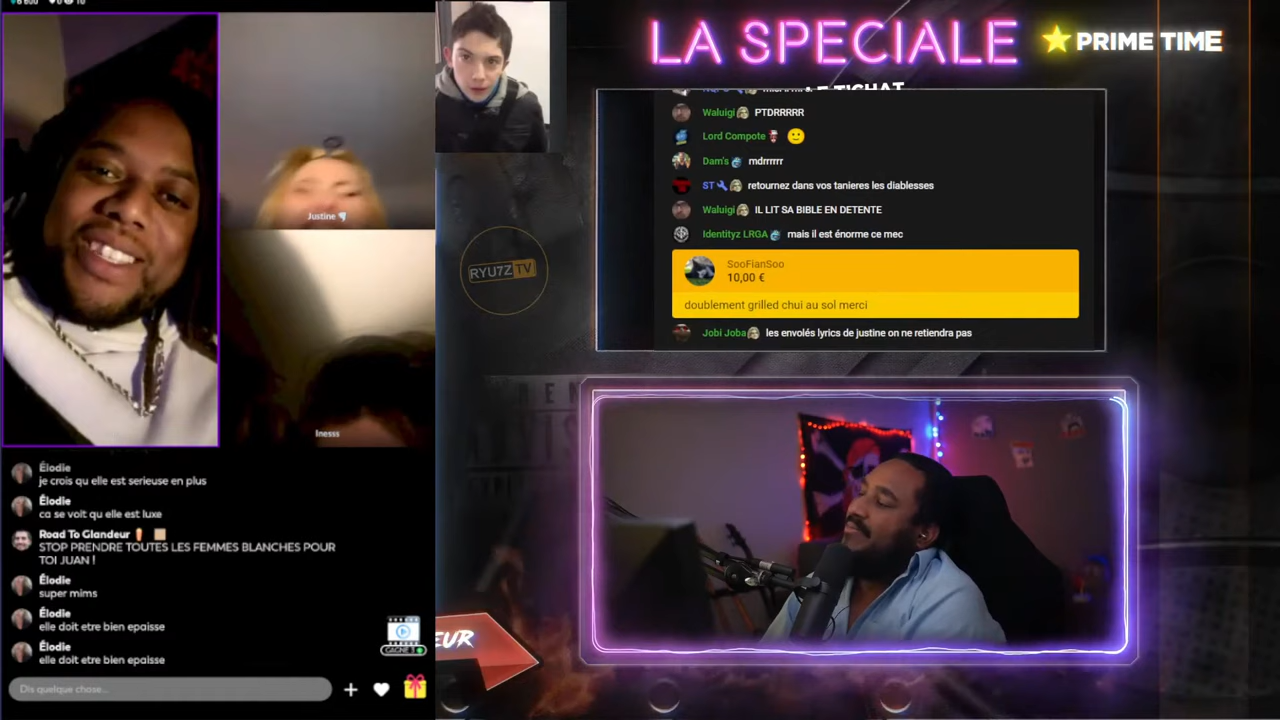 6 600
10
Justine
Inesss
Élodie
je crois qu'elle est serieuse en plus
Élodie
ca se voit qu'elle est luxe
Road To Glandeur
STOP PRENDRE TOUTES LES FEMMES BLANCHES POUR
TOI JUAN !
Élodie
super mims
Élodie
elle doit etre bien epaisse
Élodie
elle doit etre bien epaisse
GAGNE
Dis quelque chose...
EUR
RYU7Z TV
LA SPECIALE
PRIME TIME
Waluigi PTDRRRRR
Lord Compote 🙂
Dam's mdrrrrrr
ST retournez dans vos tanieres les diablesses
Waluigi IL LIT SA BIBLE EN DETENTE
Identityz LRGA mais il est énorme ce mec
SooFianSoo
10,00 €
doublement grilled chui au sol merci
Jobi Joba les envolés lyrics de justine on ne retiendra pas